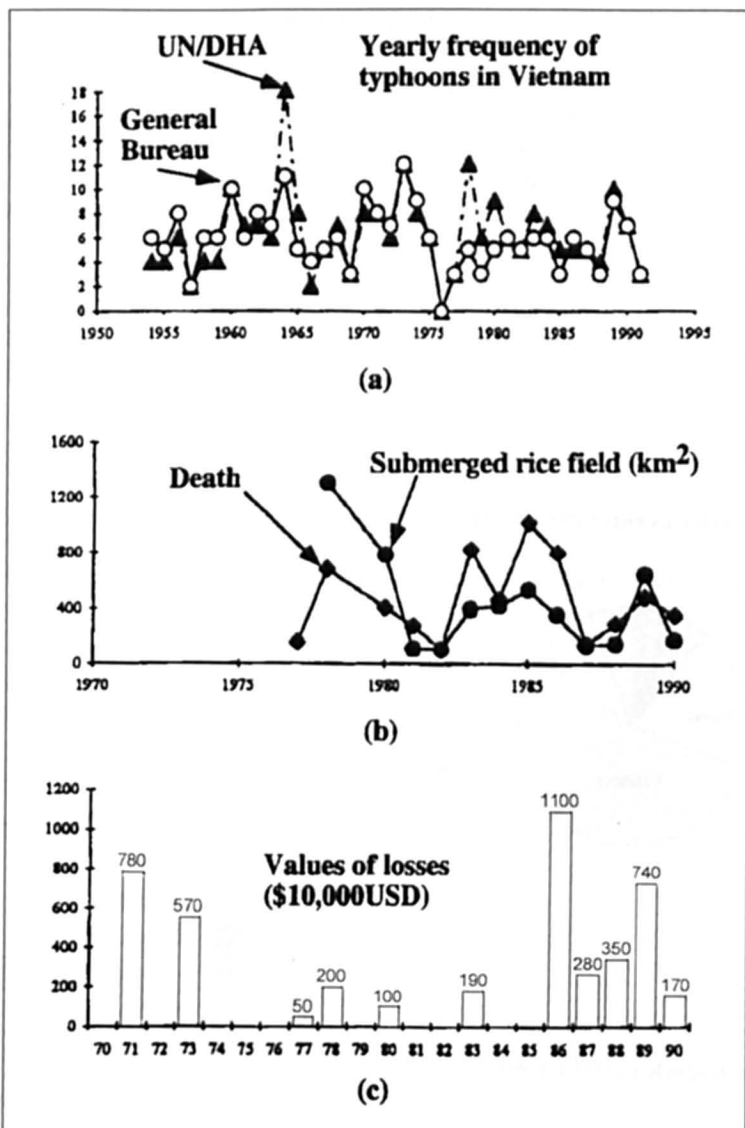 UN/DHA
Yearly frequency of
typhoons in Vietnam
General
Bureau
18
16
14
12
10
8
6
4
2
0
1950 1955 1960 1965 1970 1975 1980 1985 1990 1995
(a)
1600
1200
800
400
0
Death
Submerged rice field (km²)
1970 1975 1980 1985 1990
(b)
1200
1000
800
600
400
200
0
Values of losses
($10,000USD)
780 570 50 200 100 190 1100 280 350 740 170
70 71 72 73 74 75 76 77 78 79 80 81 82 83 84 85 86 87 88 89 90
(c)